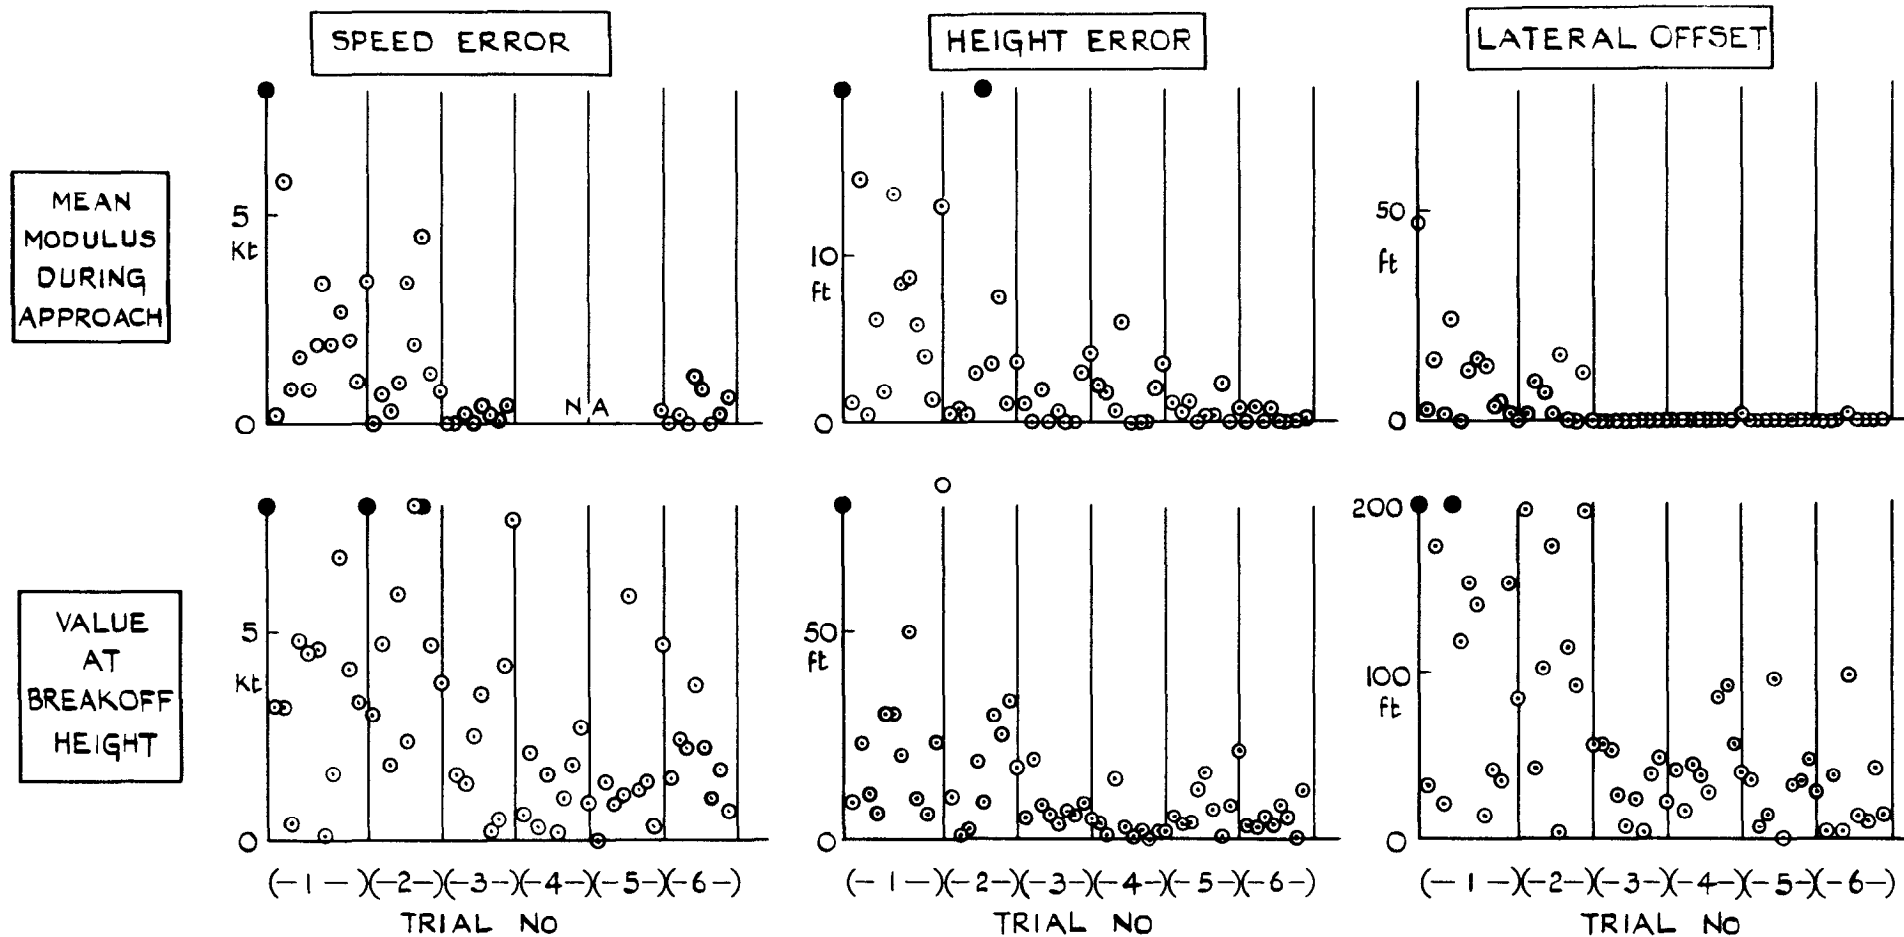 SPEED ERROR
HEIGHT ERROR
LATERAL OFFSET
MEAN
MODULUS
DURING
APPROACH
5
Kt
0
N A
10
ft
0
50
ft
0
VALUE
AT
BREAKOFF
HEIGHT
5
Kt
0
50
ft
0
200
100
ft
0
(-1-)(-2-)(-3-)(-4-)(-5-)(-6-)
TRIAL NO
(-1-)(-2-)(-3-)(-4-)(-5-)(-6-)
TRIAL NO
(-1-)(-2-)(-3-)(-4-)(-5-)(-6-)
TRIAL NO